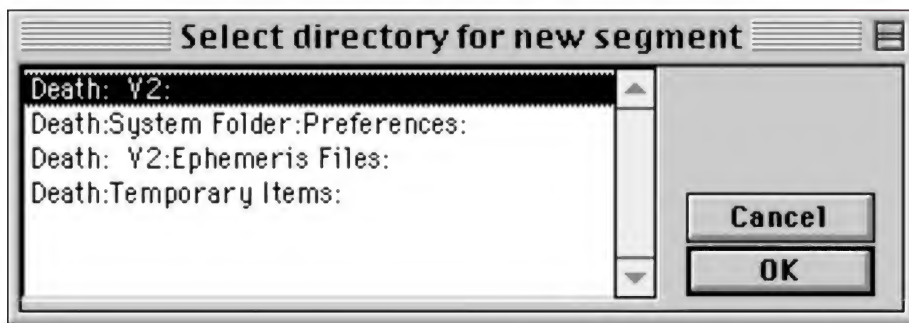 Select directory for new segment
Death: V2:
Death:System Folder:Preferences:
Death: V2:Ephemeris Files:
Death:Temporary Items:
Cancel
OK